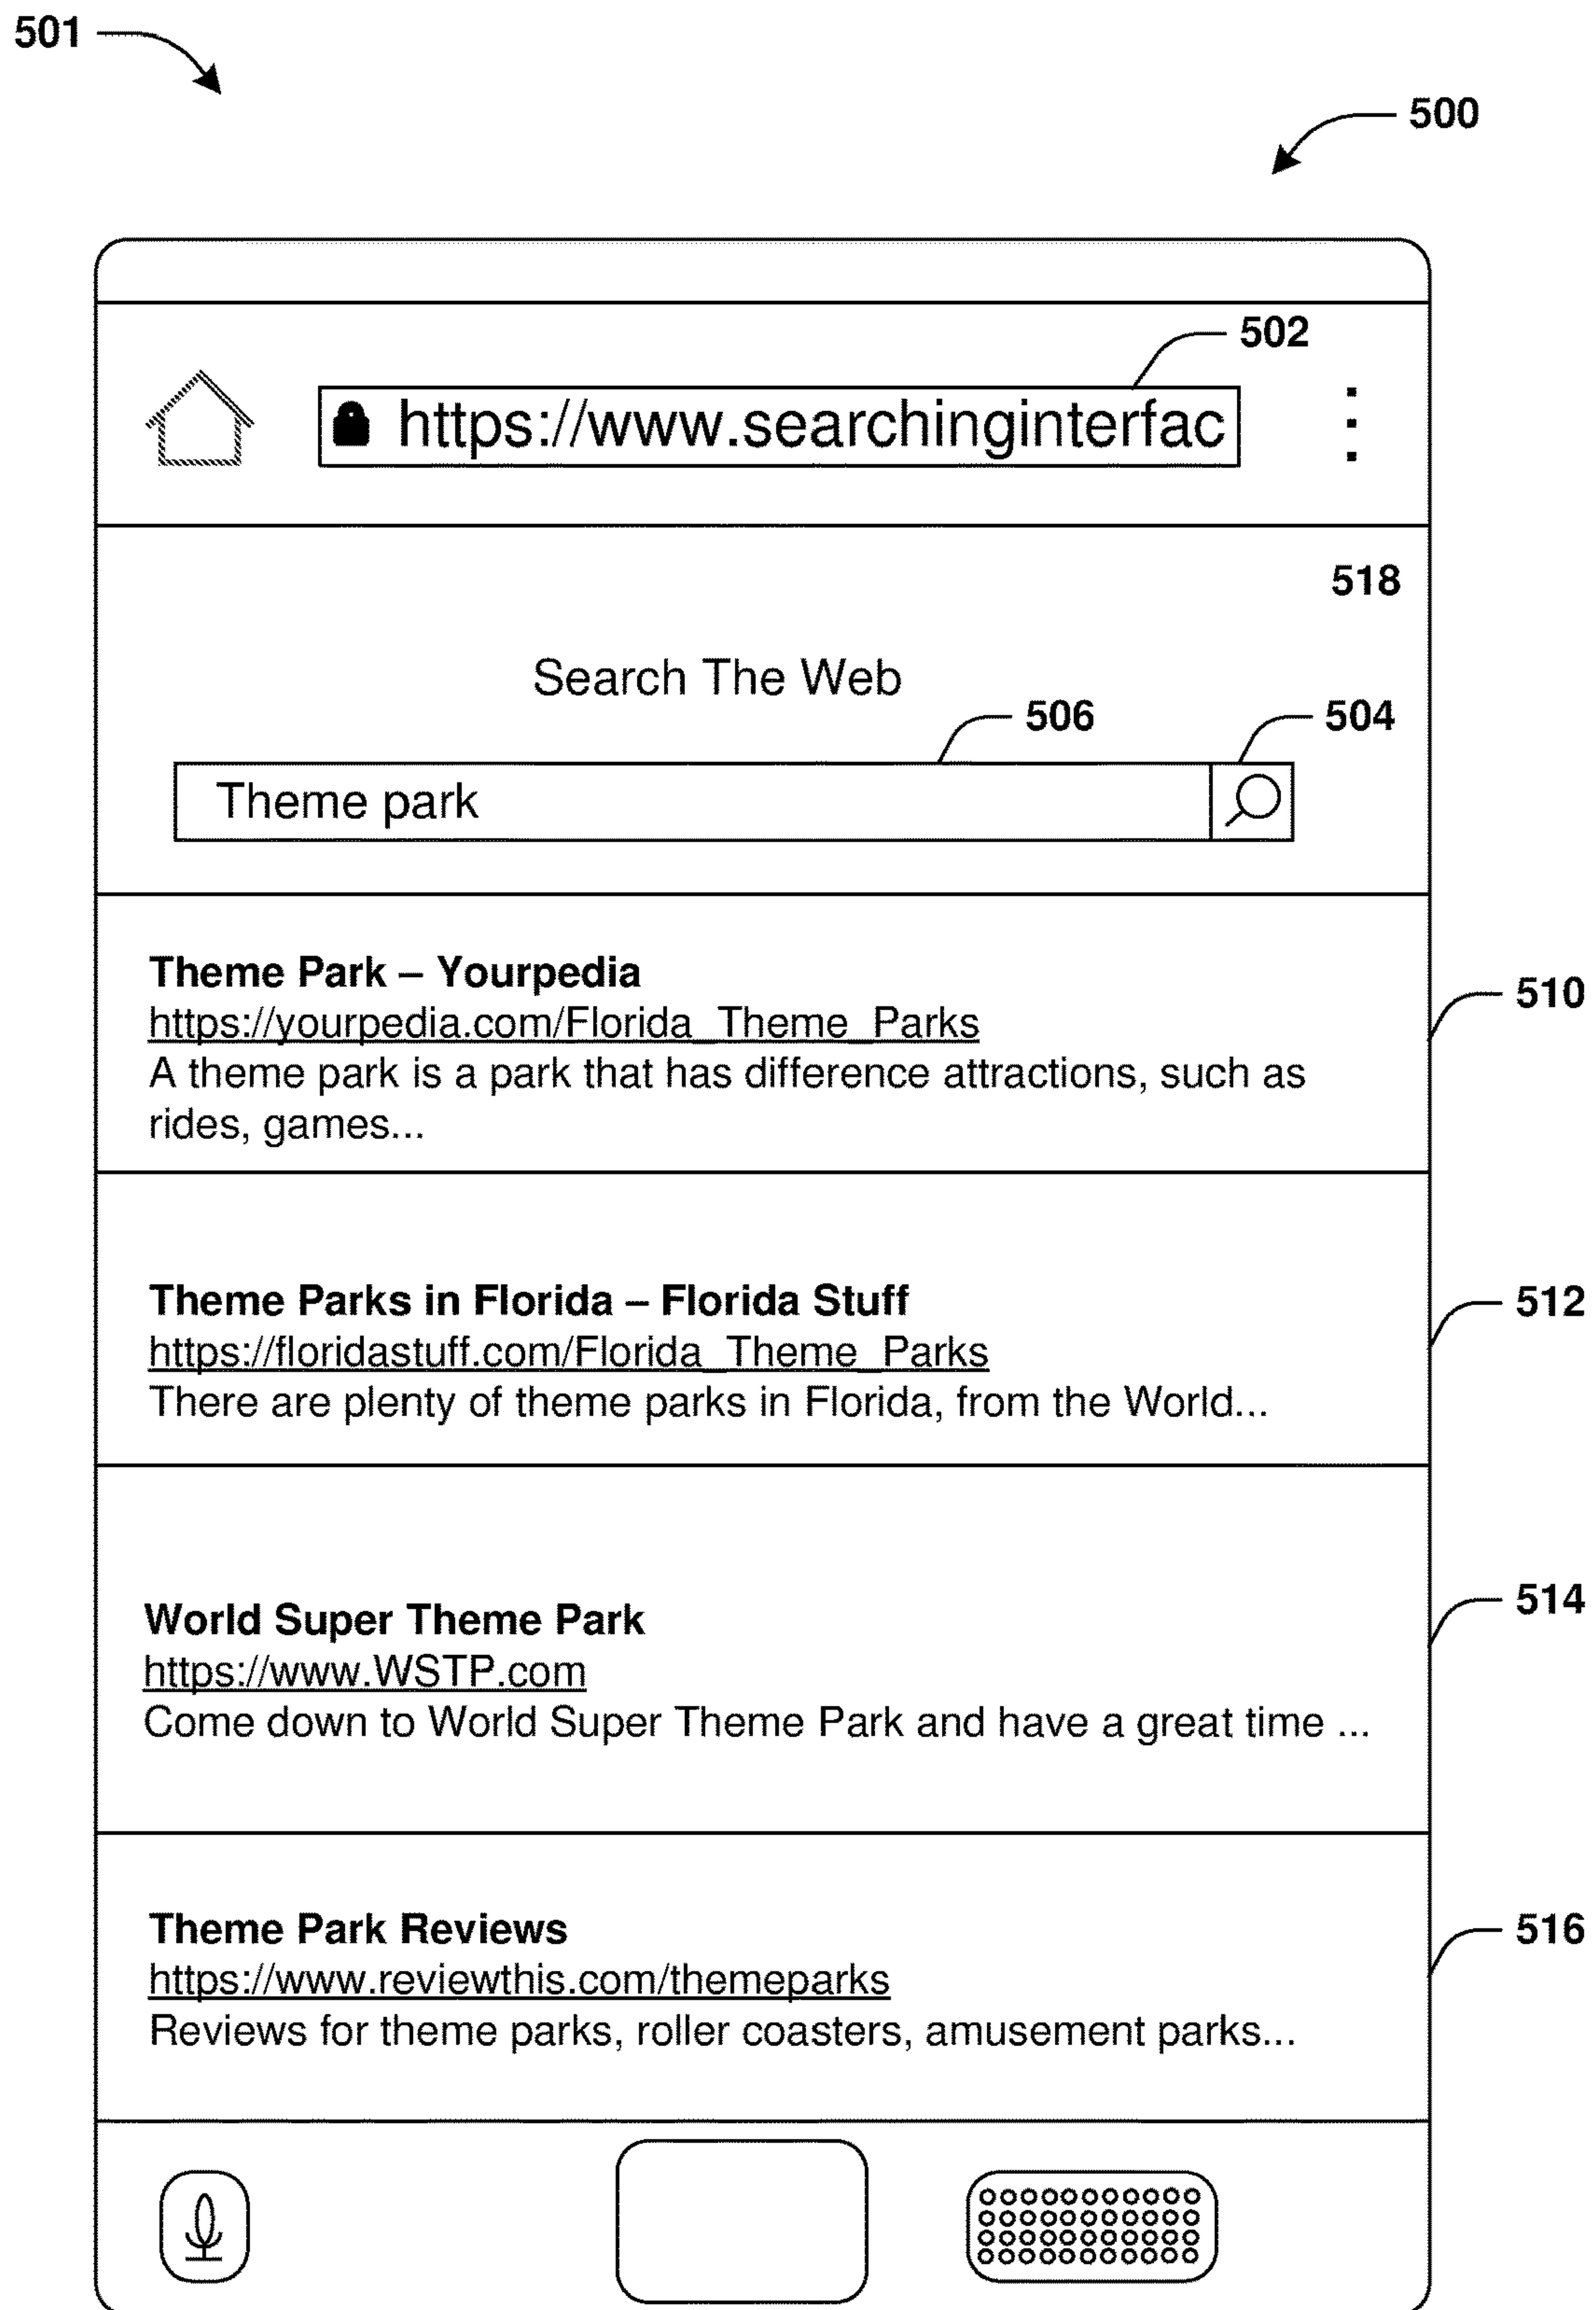 501
500
502
https://www.searchinginterfac
518
Search The Web
506
504
Theme park
Theme Park – Yourpedia
510
https://yourpedia.com/Florida_Theme_Parks
A theme park is a park that has difference attractions, such as
rides, games...
Theme Parks in Florida – Florida Stuff
512
https://floridastuff.com/Florida_Theme_Parks
There are plenty of theme parks in Florida, from the World...
514
World Super Theme Park
https://www.WSTP.com
Come down to World Super Theme Park and have a great time ...
Theme Park Reviews
516
https://www.reviewthis.com/themeparks
Reviews for theme parks, roller coasters, amusement parks...